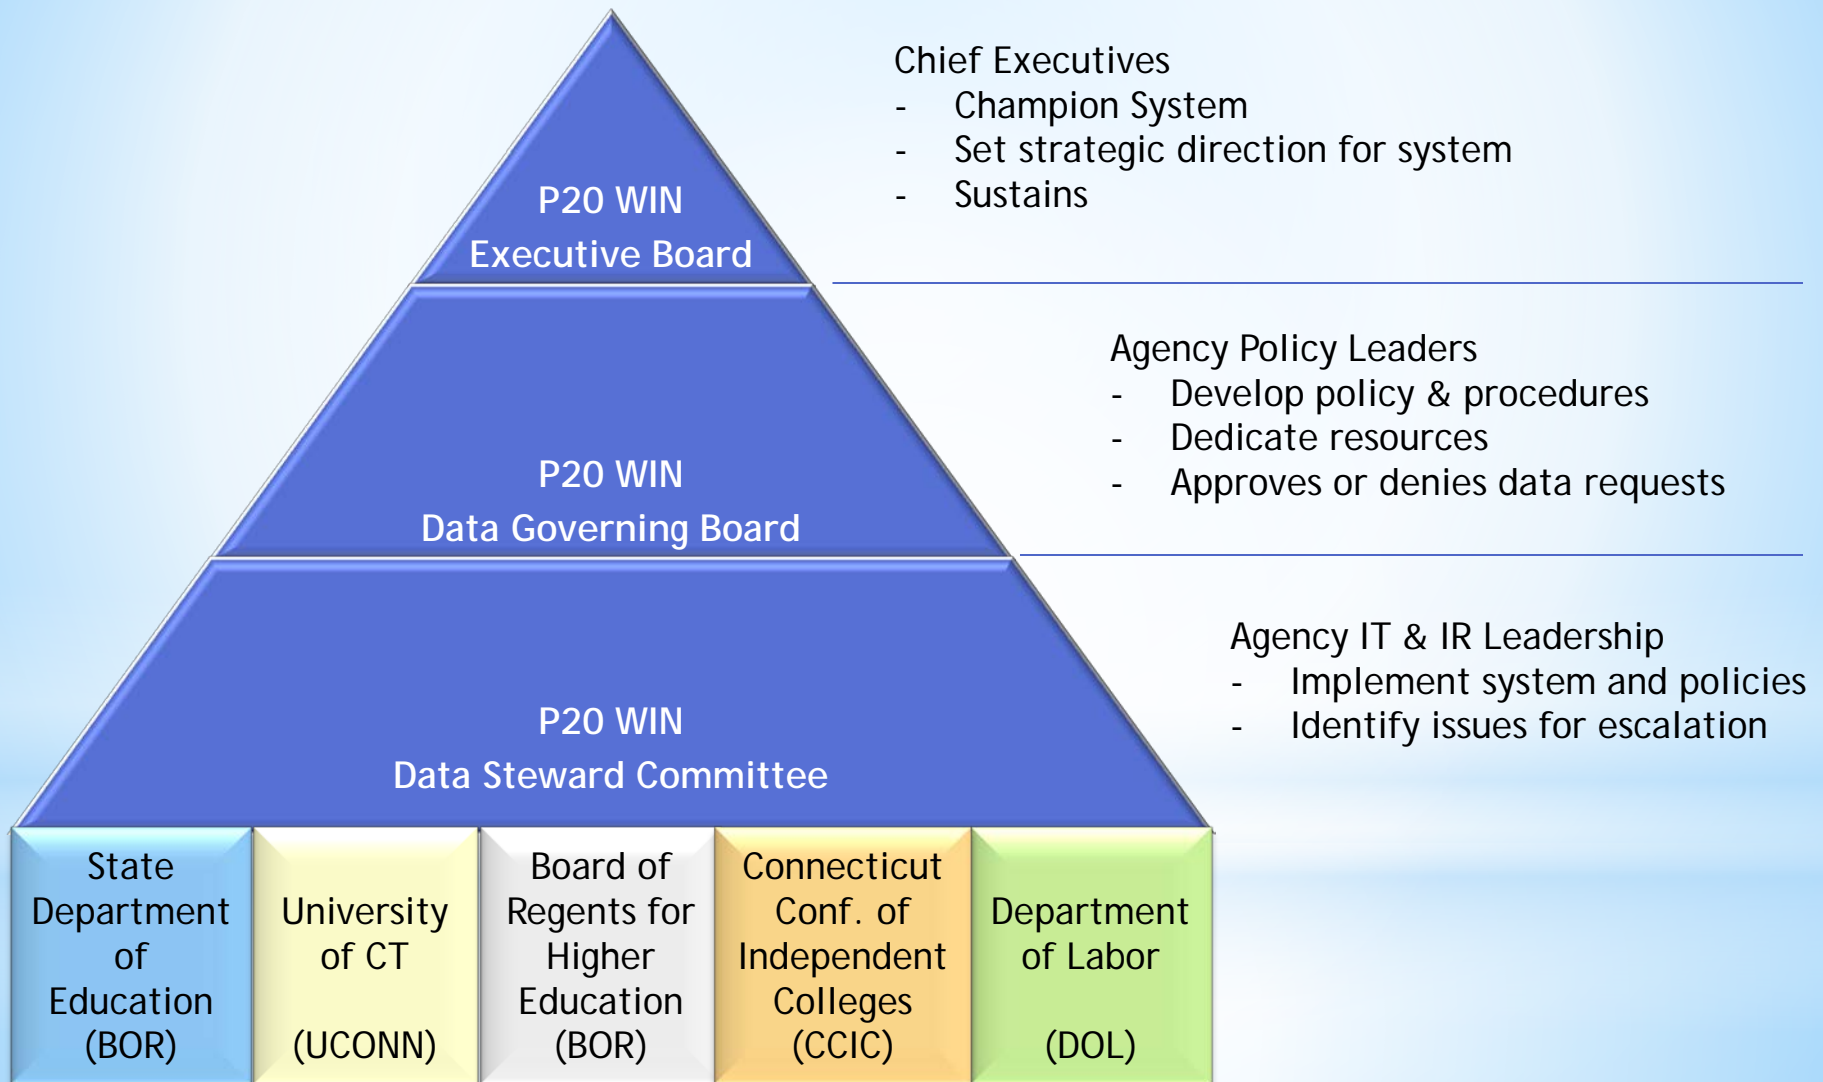 P20 WIN
Executive Board
Chief Executives
- Champion System
- Set strategic direction for system
- Sustains
P20 WIN
Data Governing Board
Agency Policy Leaders
- Develop policy & procedures
- Dedicate resources
- Approves or denies data requests
P20 WIN
Data Steward Committee
Agency IT & IR Leadership
- Implement system and policies
- Identify issues for escalation
State
Department
of
Education
(BOR)
University
of CT
(UCONN)
Board of
Regents for
Higher
Education
(BOR)
Connecticut
Conf. of
Independent
Colleges
(CCIC)
Department
of Labor
(DOL)